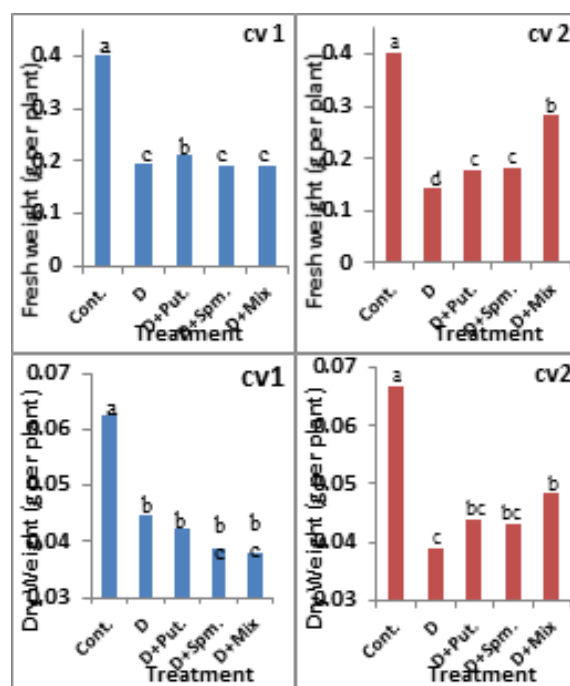 cv 1
Fresh weight (g per plant)
0.4
0.3
0.2
0.1
0
a
c
b
c
c
Cont.
D
D+Put.
D+Spm.
D+Mix
Treatment
cv 2
Fresh weight (g per plant)
0.4
0.3
0.2
0.1
0
a
d
c
c
b
Cont.
D
D+Put.
D+Spm.
D+Mix
Treatment
cv1
Dry Weight (g per plant)
0.07
0.06
0.05
0.04
0.03
a
b
b
b
c
b
c
Cont.
D
D+Put.
D+Spm.
D+Mix
Treatment
cv2
Dry Weight (g per plant)
0.07
0.06
0.05
0.04
0.03
a
c
bc
bc
b
Cont.
D
D+Put.
D+Spm.
D+Mix
Treatment